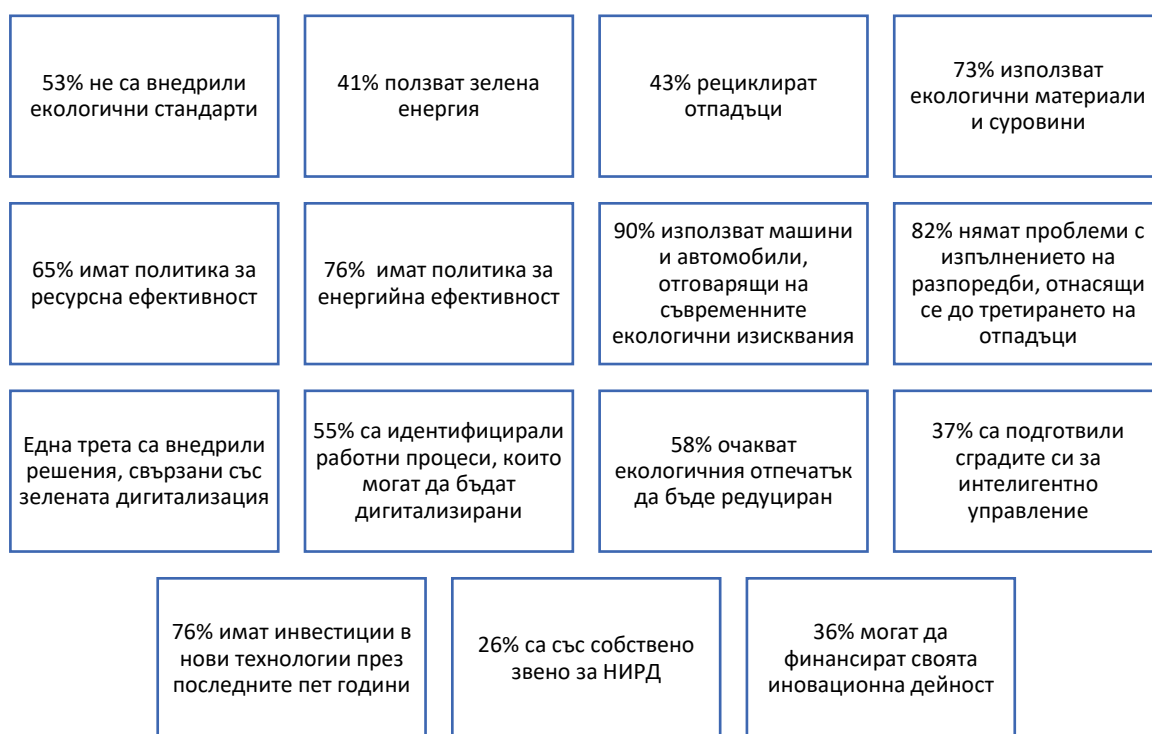 53% не са внедрили
екологични стандарти
41% ползват зелена
енергия
43% рециклират
отпадъци
73% използват
екологични материали
и суровини
65% имат политика за
ресурсна ефективност
76%  имат политика за
енергийна ефективност
90% използват машини
и автомобили,
отговарящи на
съвременните
екологични изисквания
82% нямат проблеми с
изпълнението на
разпоредби, отнасящи
се до третирането на
отпадъци
Една трета са внедрили
решения, свързани със
зелената дигитализация
55% са идентифицирали
работни процеси, които
могат да бъдат
дигитализирани
58% очакват
екологичния отпечатък
да бъде редуциран
37% са подготвили
сградите си за
интелигентно
управление
76% имат инвестиции в
нови технологии през
последните пет години
26% са със собствено
звено за НИРД
36% могат да
финансират своята
иновационна дейност